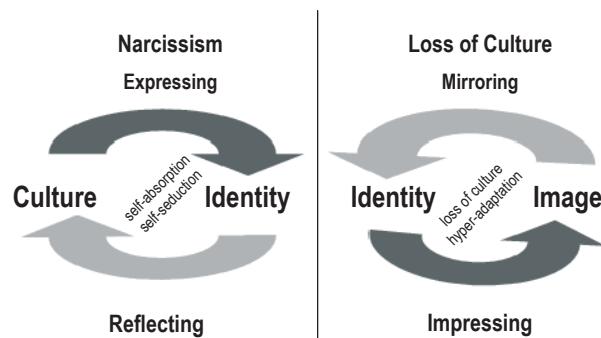 Narcissism
Expressing
Culture
self-absorption
self-seduction
Identity
Reflecting
Loss of Culture
Mirroring
Identity
loss of culture
hyper-adaptation
Image
Impressing